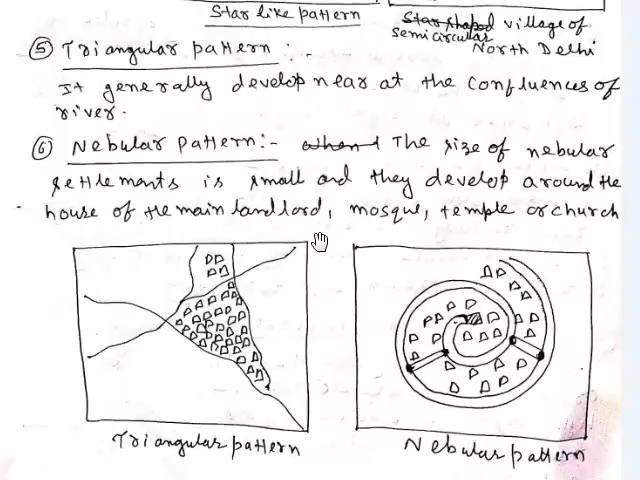 Star like pattern
Star shaped village of
semicircular North Delhi
⑤ Triangular pattern :-
It generally develop near at the confluences of
river.
⑥ Nebular pattern :- when The size of nebular
settlements is small and they develop around the
house of the main landlord, mosque, temple or church
Triangular pattern
Nebular pattern